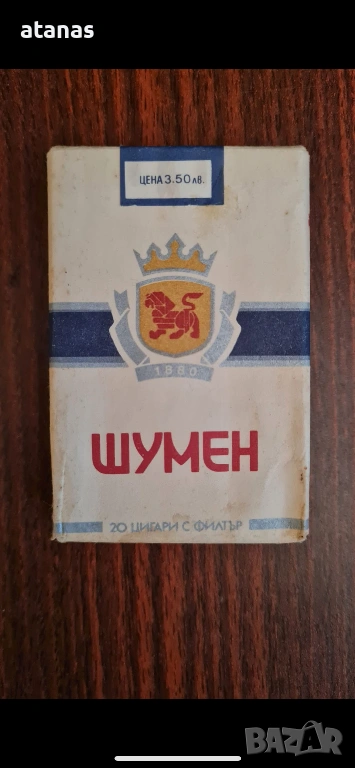 atanas
ЦЕНА 3.50 лв.
1880
ШУМЕН
20 ЦИГАРИ С ФИЛТЪР
BAZAR